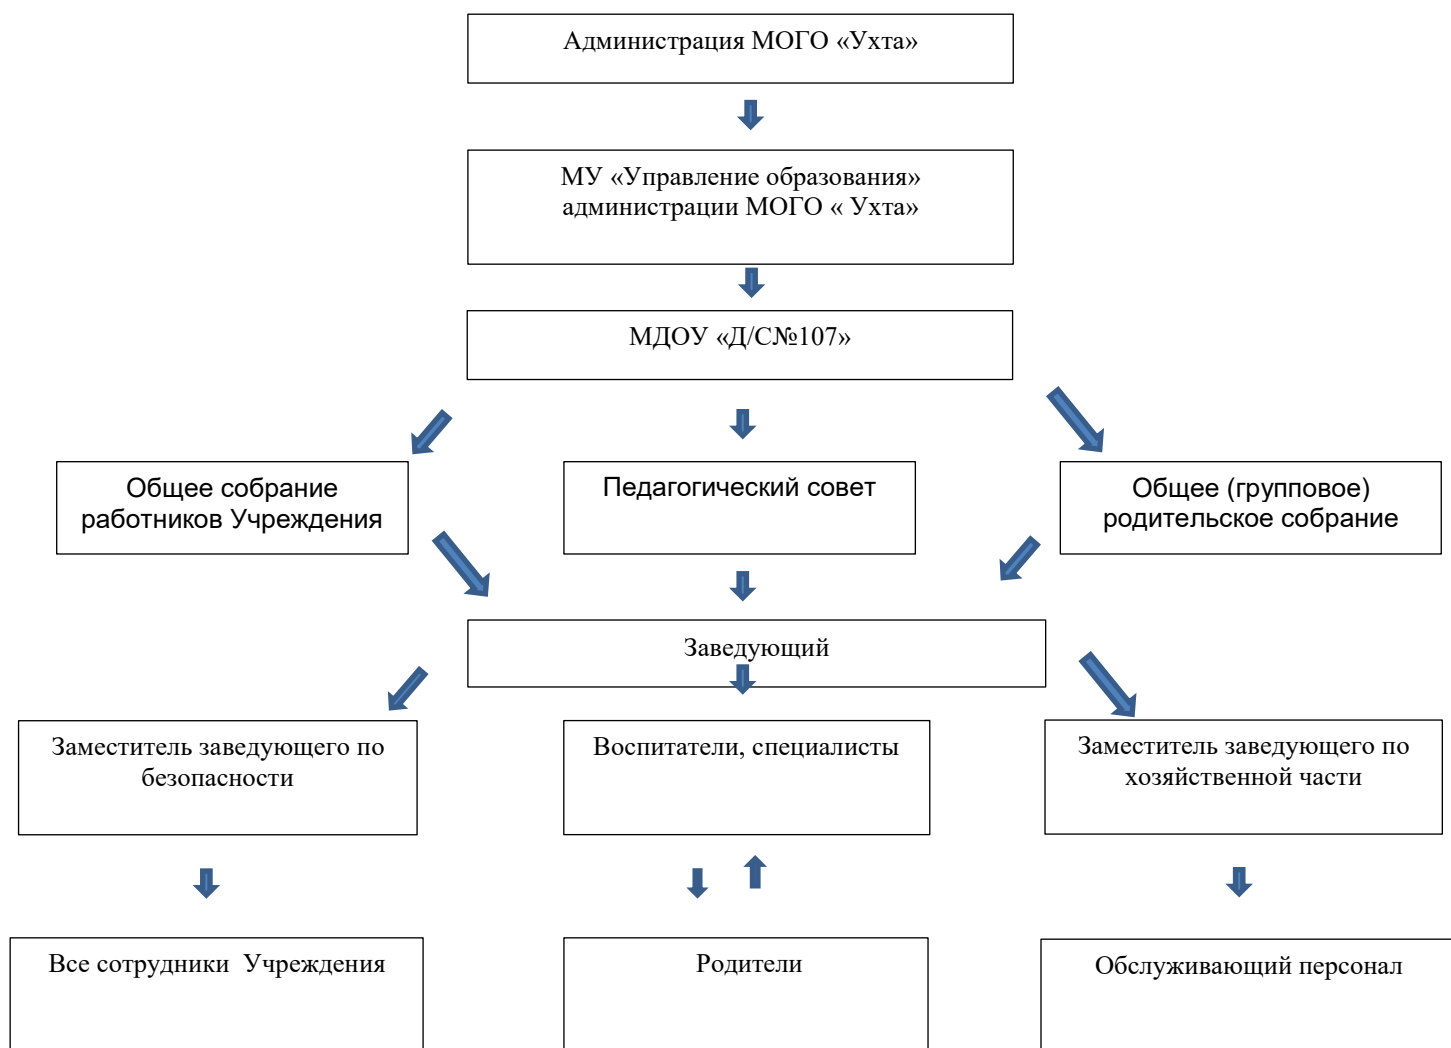 Администрация МОГО «Ухта»
МУ «Управление образования»
администрации МОГО « Ухта»
МДОУ «Д/С№107»
Общее собрание
работников Учреждения
Педагогический совет
Общее (групповое)
родительское собрание
Заведующий
Заместитель заведующего по
безопасности
Воспитатели, специалисты
Заместитель заведующего по
хозяйственной части
Все сотрудники  Учреждения
Родители
Обслуживающий персонал